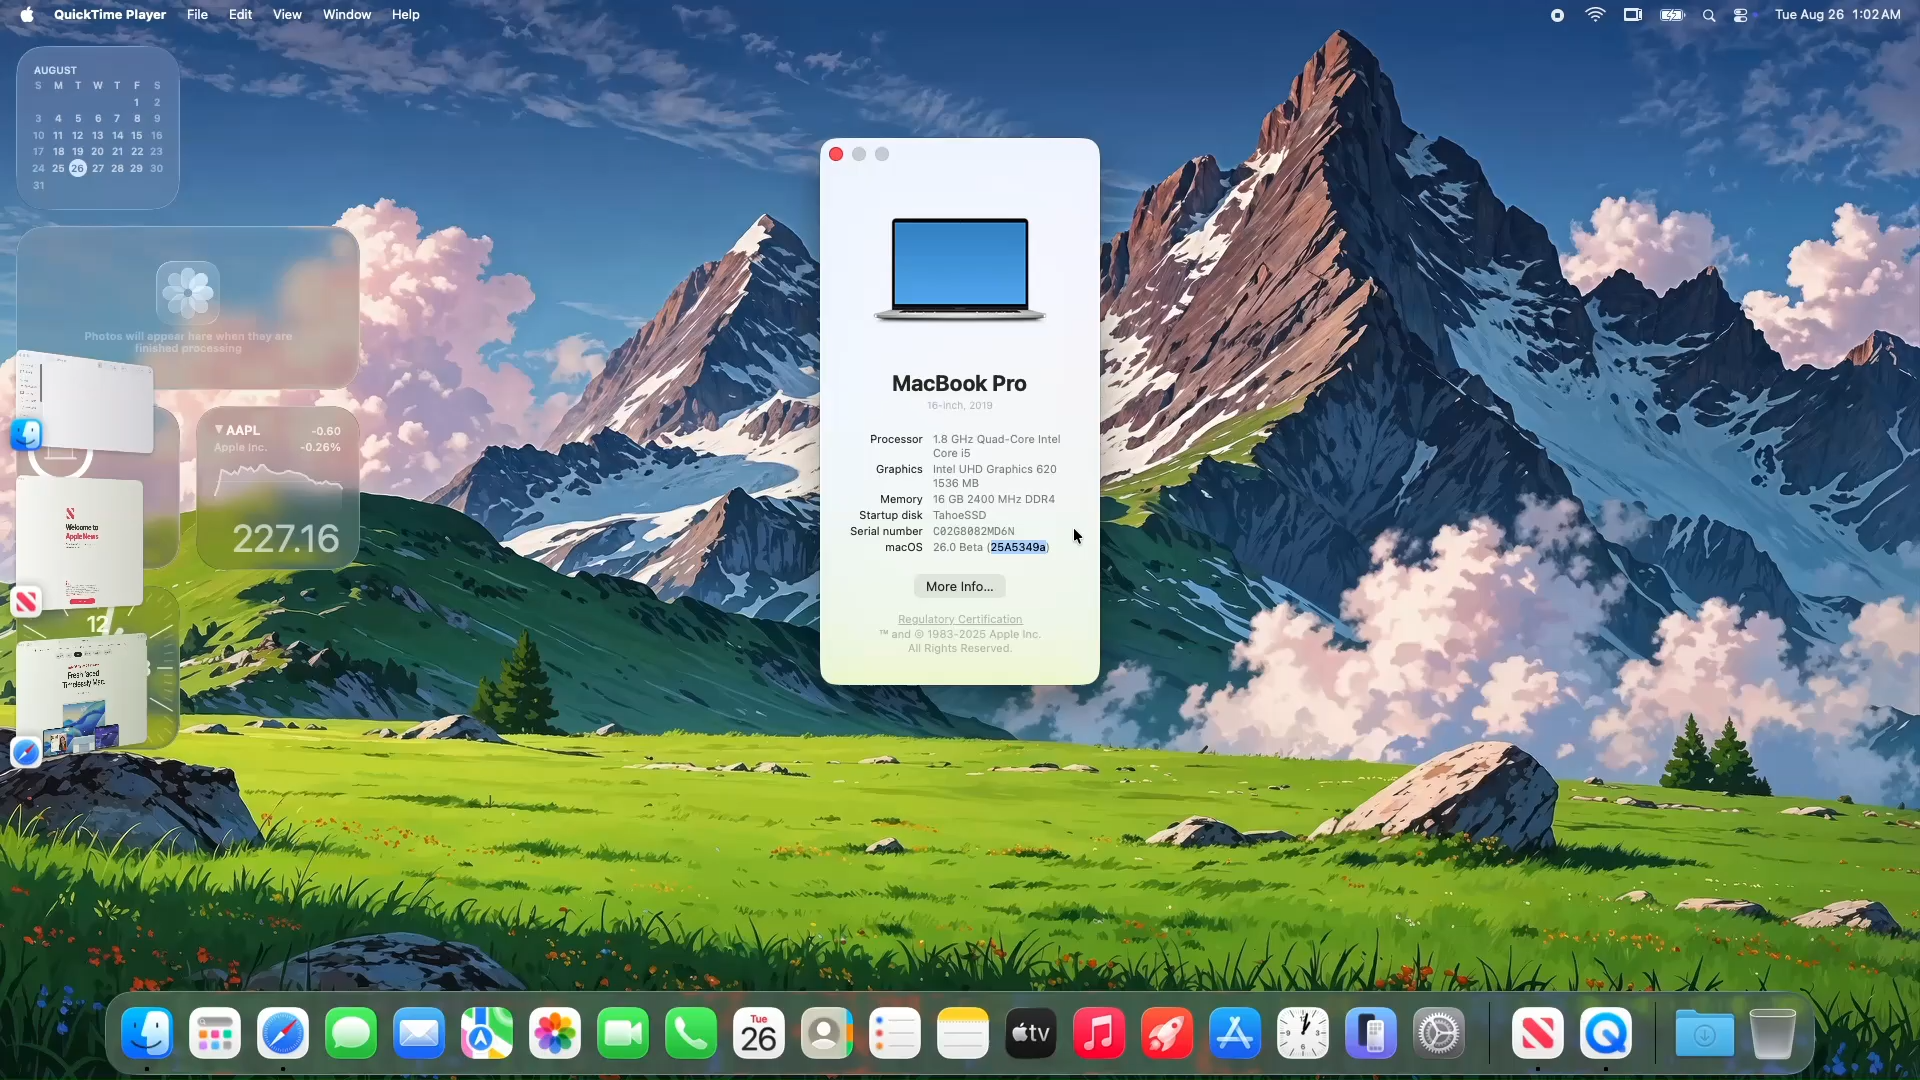 QuickTime Player File Edit View Window Help
Tue Aug 26 1:02 AM
AUGUST
S M T W T F S
1 2
3 4 5 6 7 8 9
10 11 12 13 14 15 16
17 18 19 20 21 22 23
24 25 26 27 28 29 30
31
Photos will appear here when they are
finished processing
▼ AAPL -0.60
Apple Inc. -0.26%
227.16
Welcome to
Apple News
12
MacBook Pro
16-inch, 2019
Processor 1.8 GHz Quad-Core Intel
Core i5
Graphics Intel UHD Graphics 620
1536 MB
Memory 16 GB 2400 MHz DDR4
Startup disk TahoeSSD
Serial number C02G8082MD6N
macOS 26.0 Beta (25A5349a)
More Info...
Regulatory Certification
™ and © 1983-2025 Apple Inc.
All Rights Reserved.
Tue
26
tv